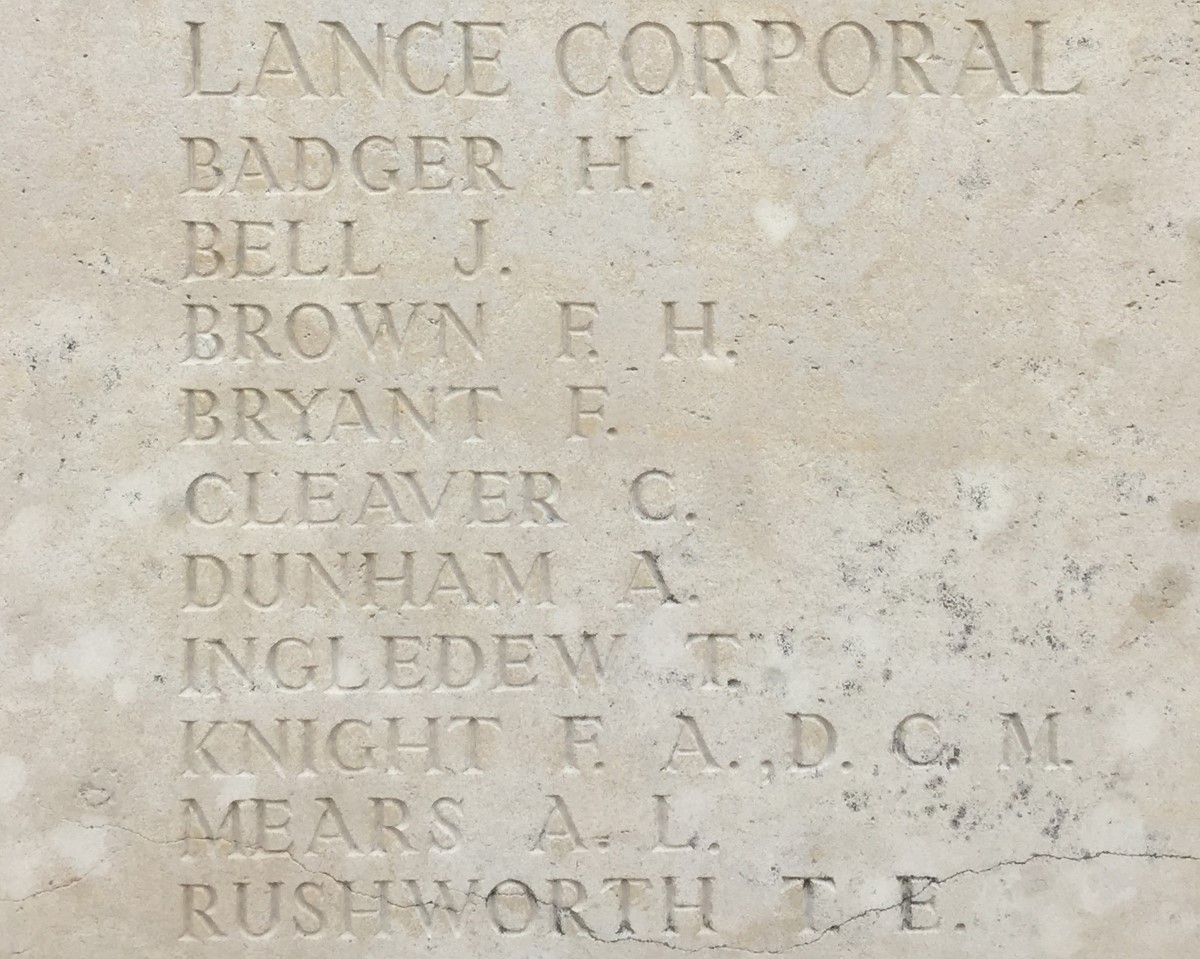 LANCE CORPORAL
BADGER H.
BELL J.
BROWN F. H.
BRYANT F.
CLEAVER C.
DUNHAM A.
INGLEDEW T.
KNIGHT F. A., D. C. M.
MEARS A. L.
RUSHWORTH T. E.